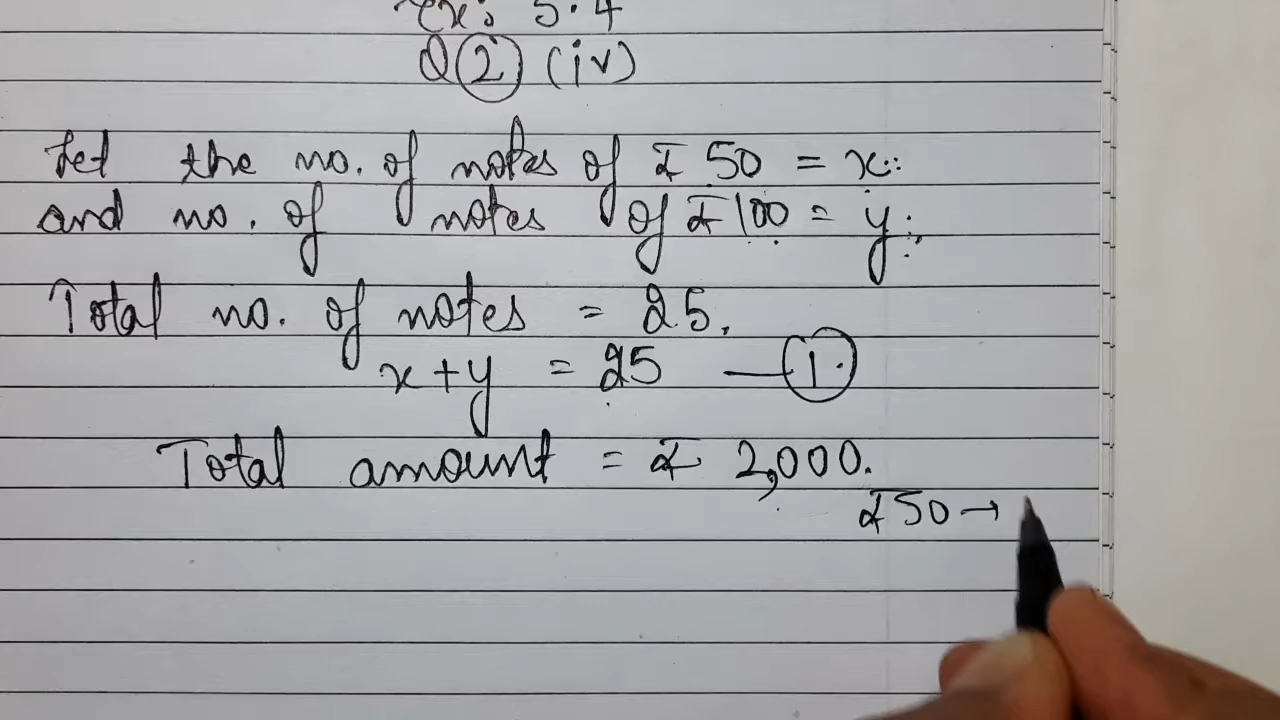 Ex: 5.4
Q 2 (iv)
Let the no. of notes of ₹ 50 = x.
and no. of notes of ₹ 100 = y.
Total no. of notes = 25.
x + y = 25 — 1.
Total amount = ₹ 2,000.
₹ 50 →